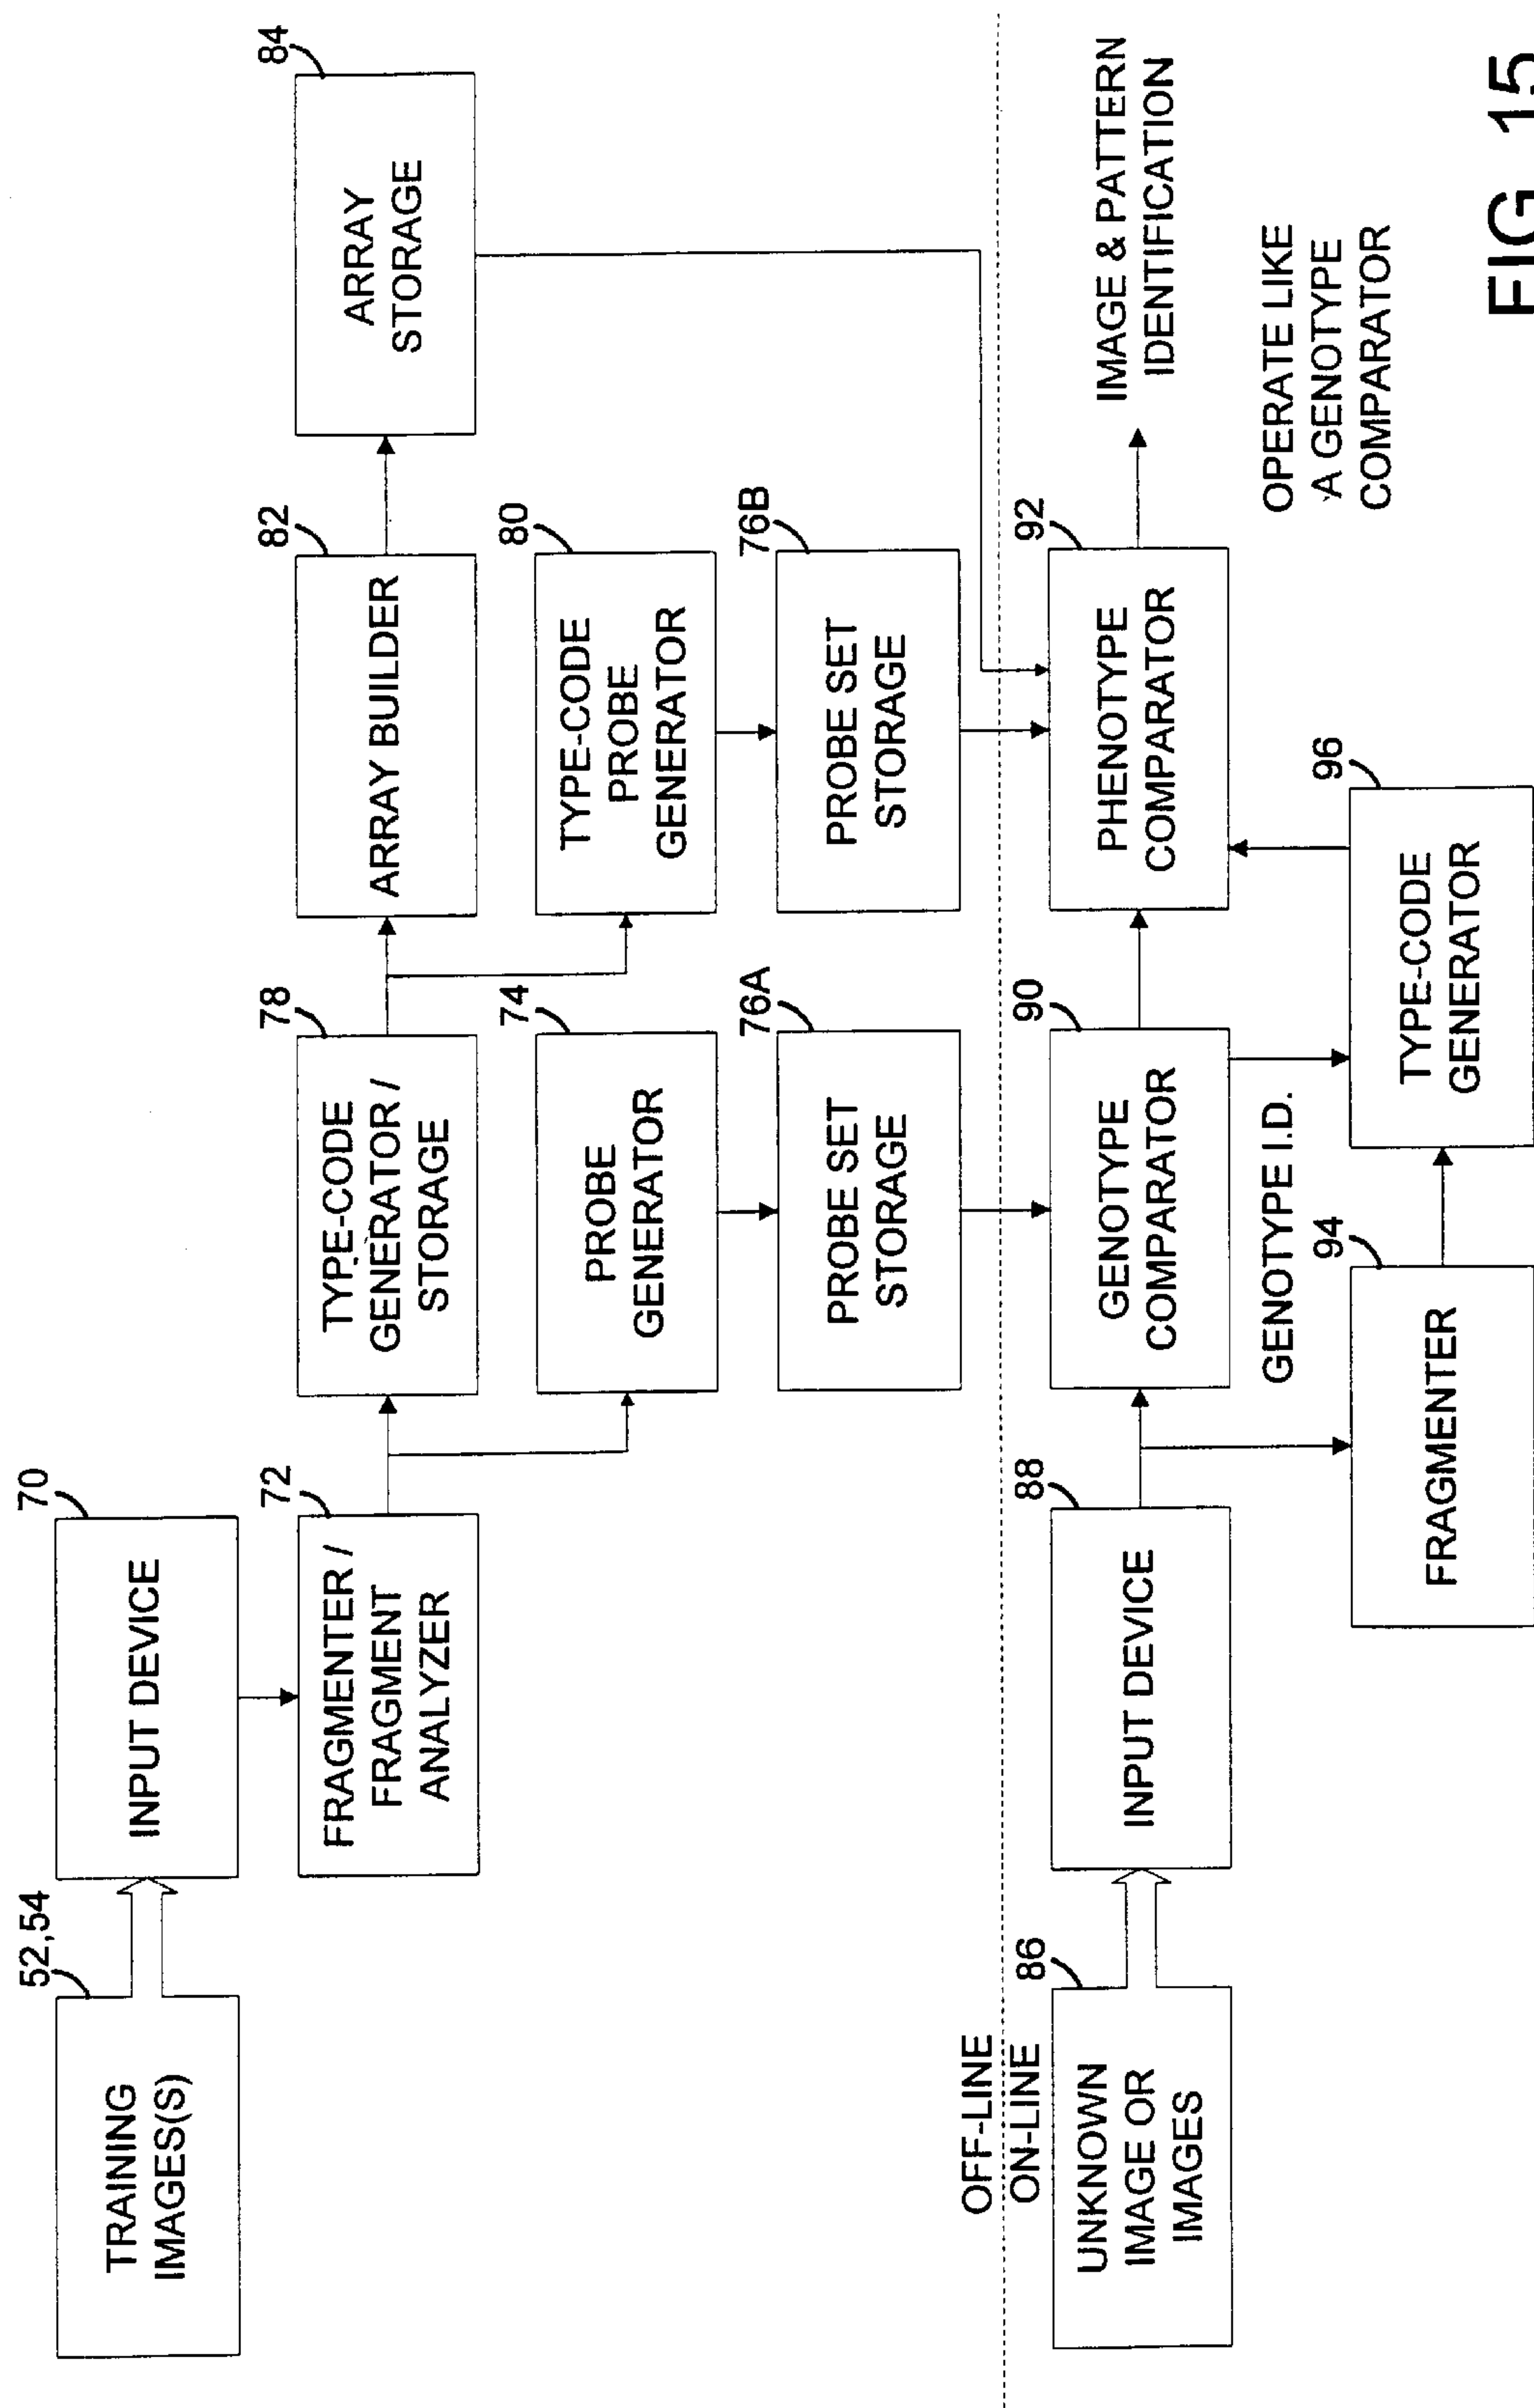 52,54
TRAINING
IMAGES(S)
70
INPUT DEVICE
72
FRAGMENTER /
FRAGMENT
ANALYZER
78
TYPE-CODE
GENERATOR /
STORAGE
82
ARRAY BUILDER
84
ARRAY
STORAGE
74
PROBE
GENERATOR
80
TYPE-CODE
PROBE
GENERATOR
76A
PROBE SET
STORAGE
76B
PROBE SET
STORAGE
OFF-LINE
ON-LINE
86
UNKNOWN
IMAGE OR
IMAGES
88
INPUT DEVICE
90
GENOTYPE
COMPARATOR
92
PHENOTYPE
COMPARATOR
IMAGE & PATTERN
IDENTIFICATION
GENOTYPE I.D.
OPERATE LIKE
A GENOTYPE
COMPARATOR
94
FRAGMENTER
96
TYPE-CODE
GENERATOR
FIG. 15